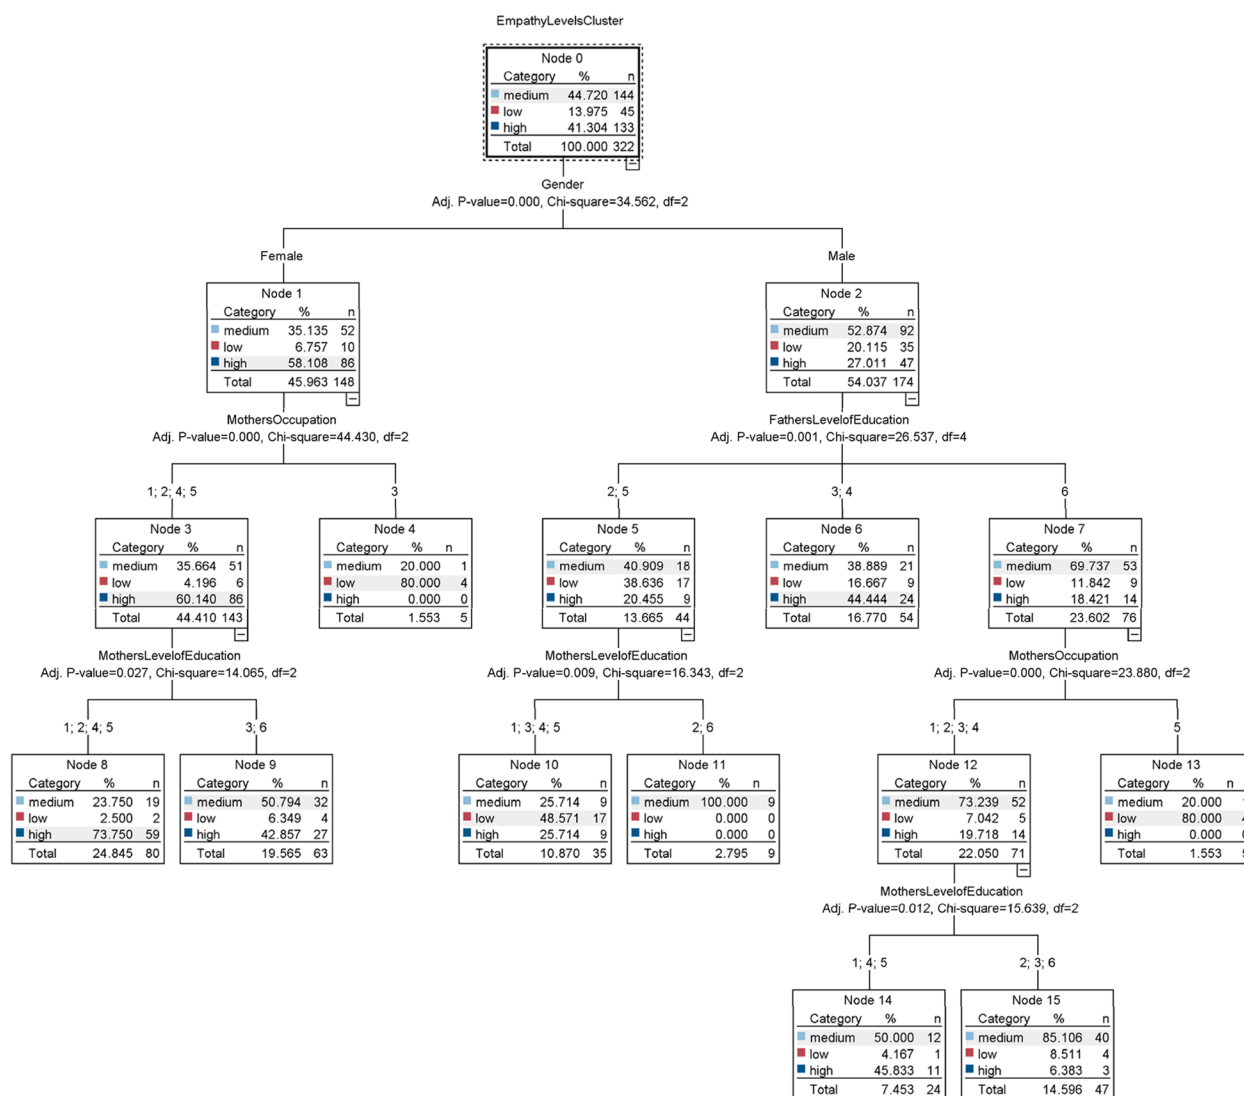 EmpathyLevelsCluster
Node 0
Category % n
medium 44.720 144
low 13.975 45
high 41.304 133
Total 100.000 322
Gender
Adj. P-value=0.000, Chi-square=34.562, df=2
Female
Male
Node 1
Category % n
medium 35.135 52
low 6.757 10
high 58.108 86
Total 45.963 148
Node 2
Category % n
medium 52.874 92
low 20.115 35
high 27.011 47
Total 54.037 174
MothersOccupation
Adj. P-value=0.000, Chi-square=44.430, df=2
FathersLevelofEducation
Adj. P-value=0.001, Chi-square=26.537, df=4
1; 2; 4; 5
3
2; 5
3; 4
6
Node 3
Category % n
medium 35.664 51
low 4.196 6
high 60.140 86
Total 44.410 143
Node 4
Category % n
medium 20.000 1
low 80.000 4
high 0.000 0
Total 1.553 5
Node 5
Category % n
medium 40.909 18
low 38.636 17
high 20.455 9
Total 13.665 44
Node 6
Category % n
medium 38.889 21
low 16.667 9
high 44.444 24
Total 16.770 54
Node 7
Category % n
medium 69.737 53
low 11.842 9
high 18.421 14
Total 23.602 76
MothersLevelofEducation
Adj. P-value=0.027, Chi-square=14.065, df=2
MothersLevelofEducation
Adj. P-value=0.009, Chi-square=16.343, df=2
MothersOccupation
Adj. P-value=0.000, Chi-square=23.880, df=2
1; 2; 4; 5
3; 6
1; 3; 4; 5
2; 6
1; 2; 3; 4
5
Node 8
Category % n
medium 23.750 19
low 2.500 2
high 73.750 59
Total 24.845 80
Node 9
Category % n
medium 50.794 32
low 6.349 4
high 42.857 27
Total 19.565 63
Node 10
Category % n
medium 25.714 9
low 48.571 17
high 25.714 9
Total 10.870 35
Node 11
Category % n
medium 100.000 9
low 0.000 0
high 0.000 0
Total 2.795 9
Node 12
Category % n
medium 73.239 52
low 7.042 5
high 19.718 14
Total 22.050 71
Node 13
Category % n
medium 20.000
low 80.000
high 0.000
Total 1.553
MothersLevelofEducation
Adj. P-value=0.012, Chi-square=15.639, df=2
1; 4; 5
2; 3; 6
Node 14
Category % n
medium 50.000 12
low 4.167 1
high 45.833 11
Total 7.453 24
Node 15
Category % n
medium 85.106 40
low 8.511 4
high 6.383 3
Total 14.596 47